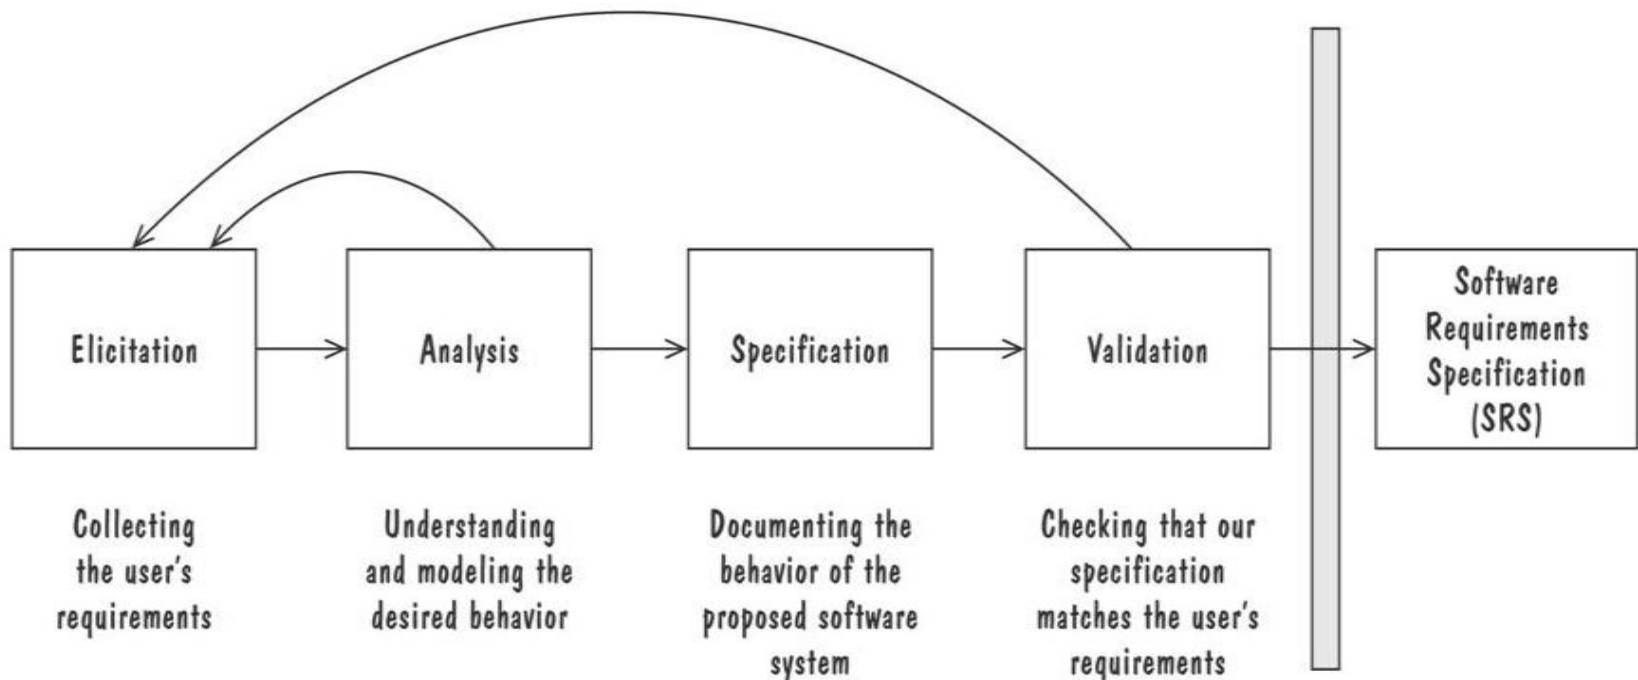 Elicitation
Analysis
Specification
Validation
Software
Requirements
Specification
(SRS)
Collecting
the user's
requirements
Understanding
and modeling the
desired behavior
Documenting the
behavior of the
proposed software
system
Checking that our
specification
matches the user's
requirements